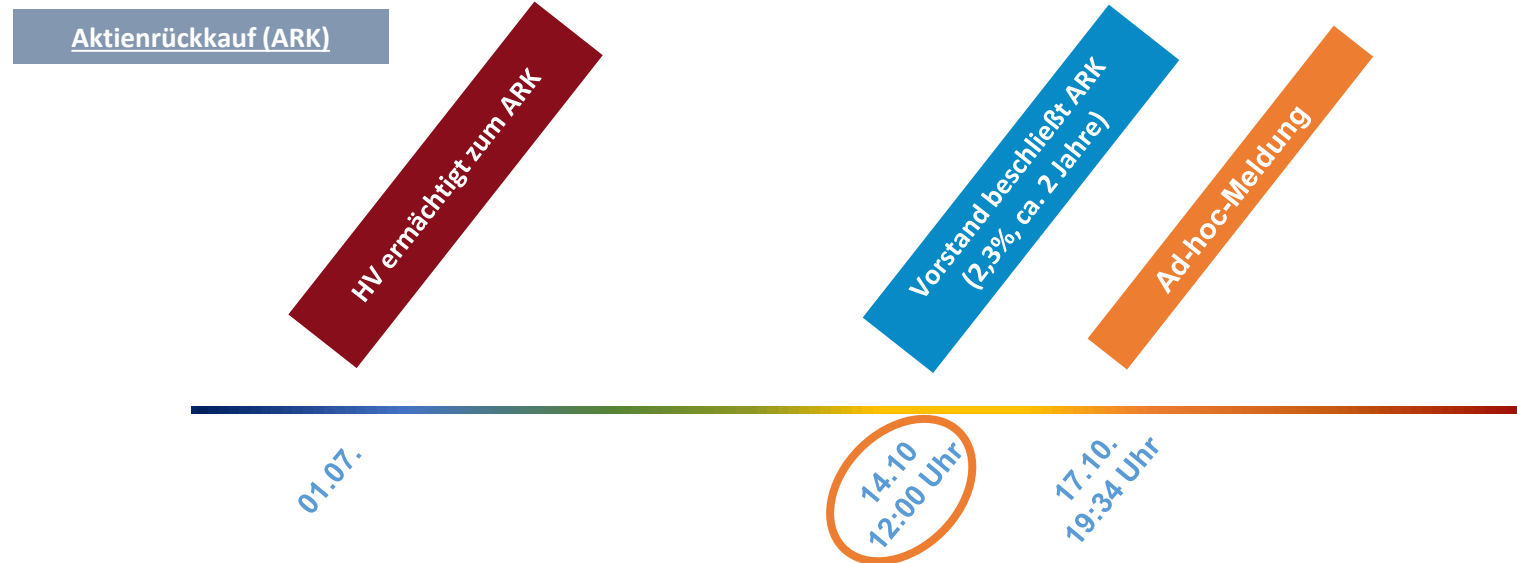 Aktienrückkauf (ARK)
HV ermächtigt zum ARK
Vorstand beschließt ARK
(2,3%, ca. 2 Jahre)
Ad-hoc-Meldung
01.07.
14.10
12:00 Uhr
17.10.
19:34 Uhr